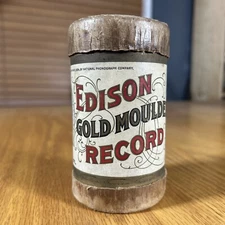 NATIONAL PHONOGRAPH COMPANY
EDISON
GOLD MOULDE
RECORD